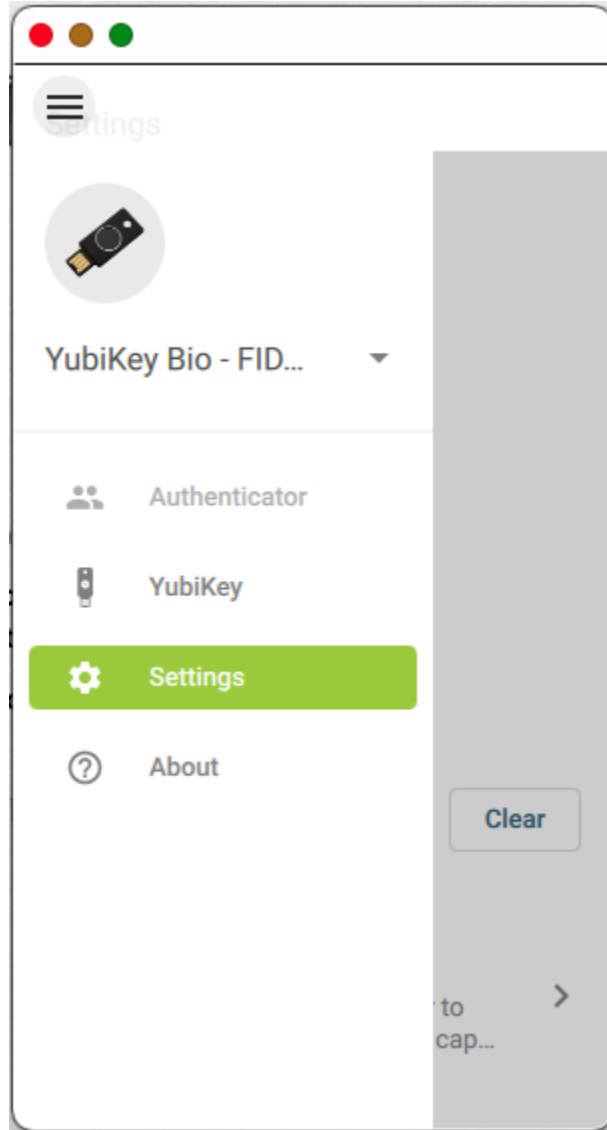 Settings
YubiKey Bio - FID...
Authenticator
YubiKey
Settings
About
Clear
to
cap...